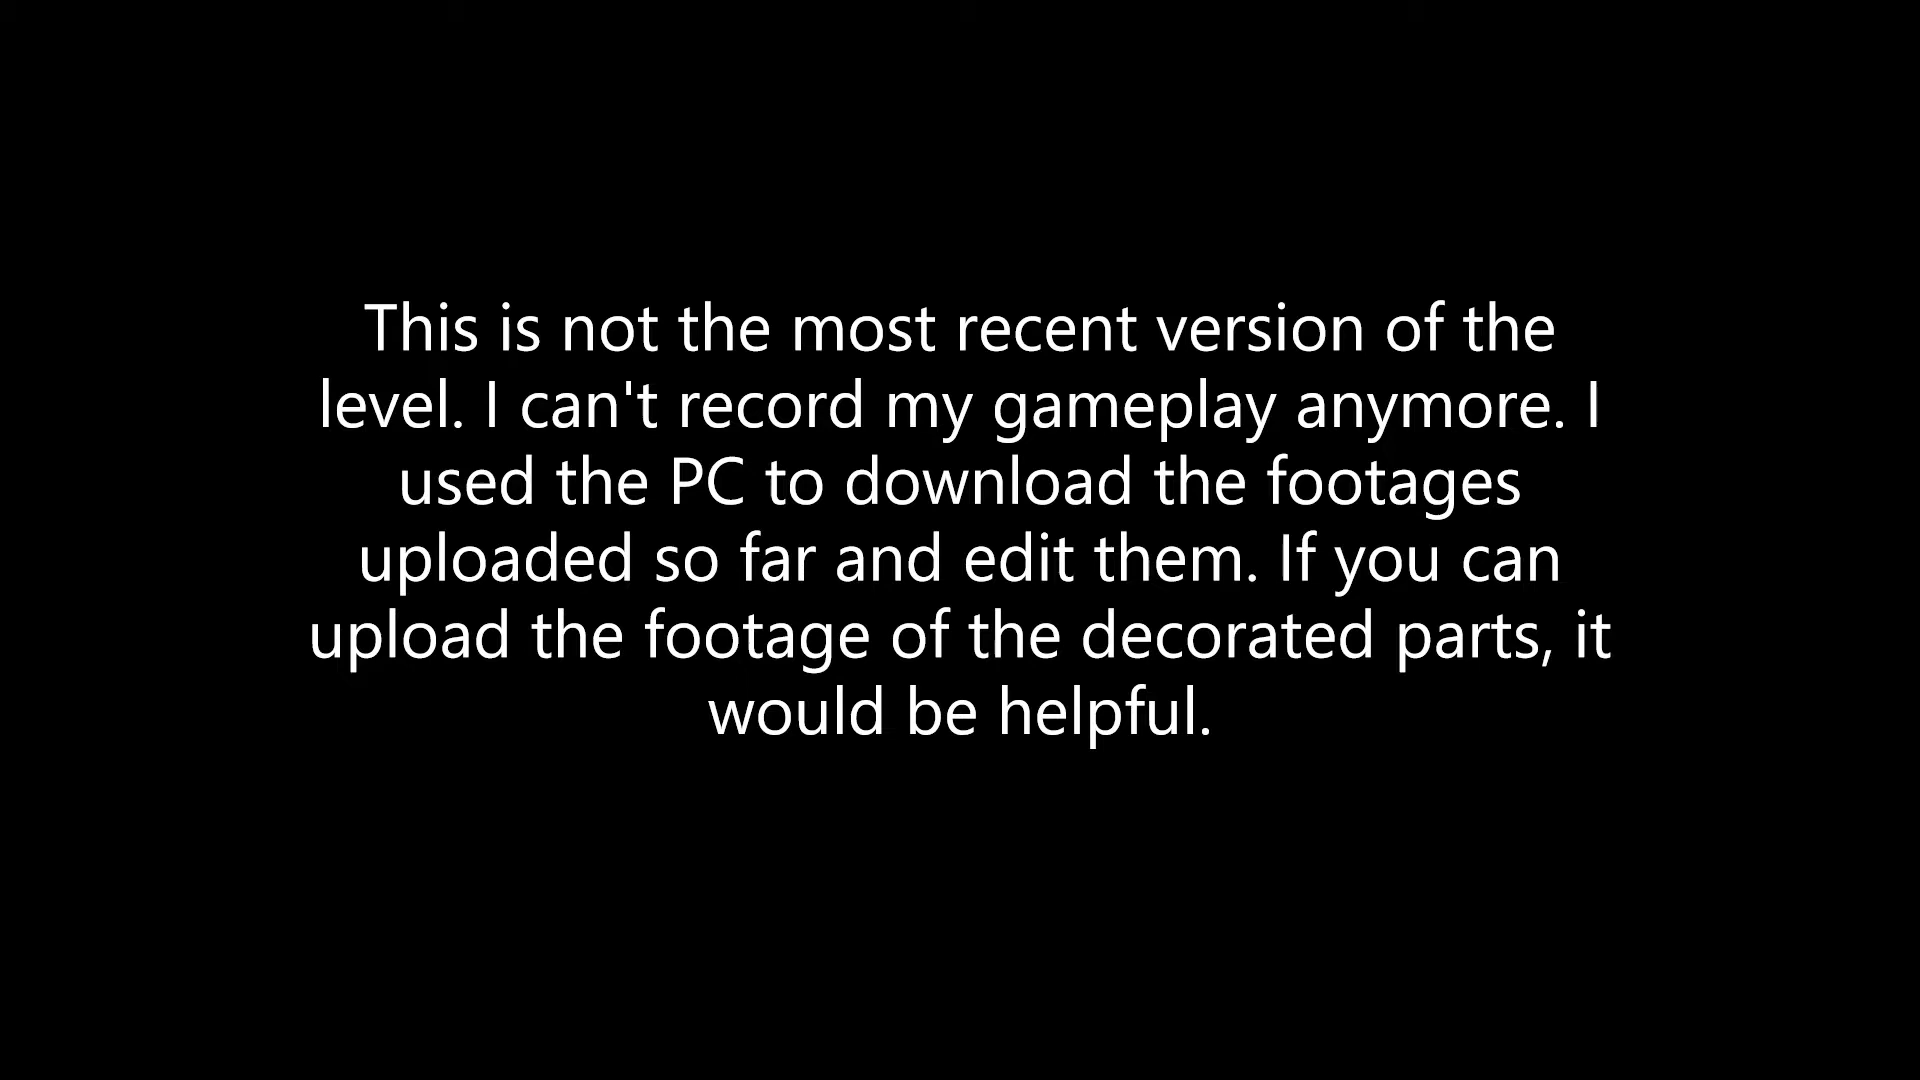 This is not the most recent version of the
level. I can't record my gameplay anymore. I
used the PC to download the footages
uploaded so far and edit them. If you can
upload the footage of the decorated parts, it
would be helpful.